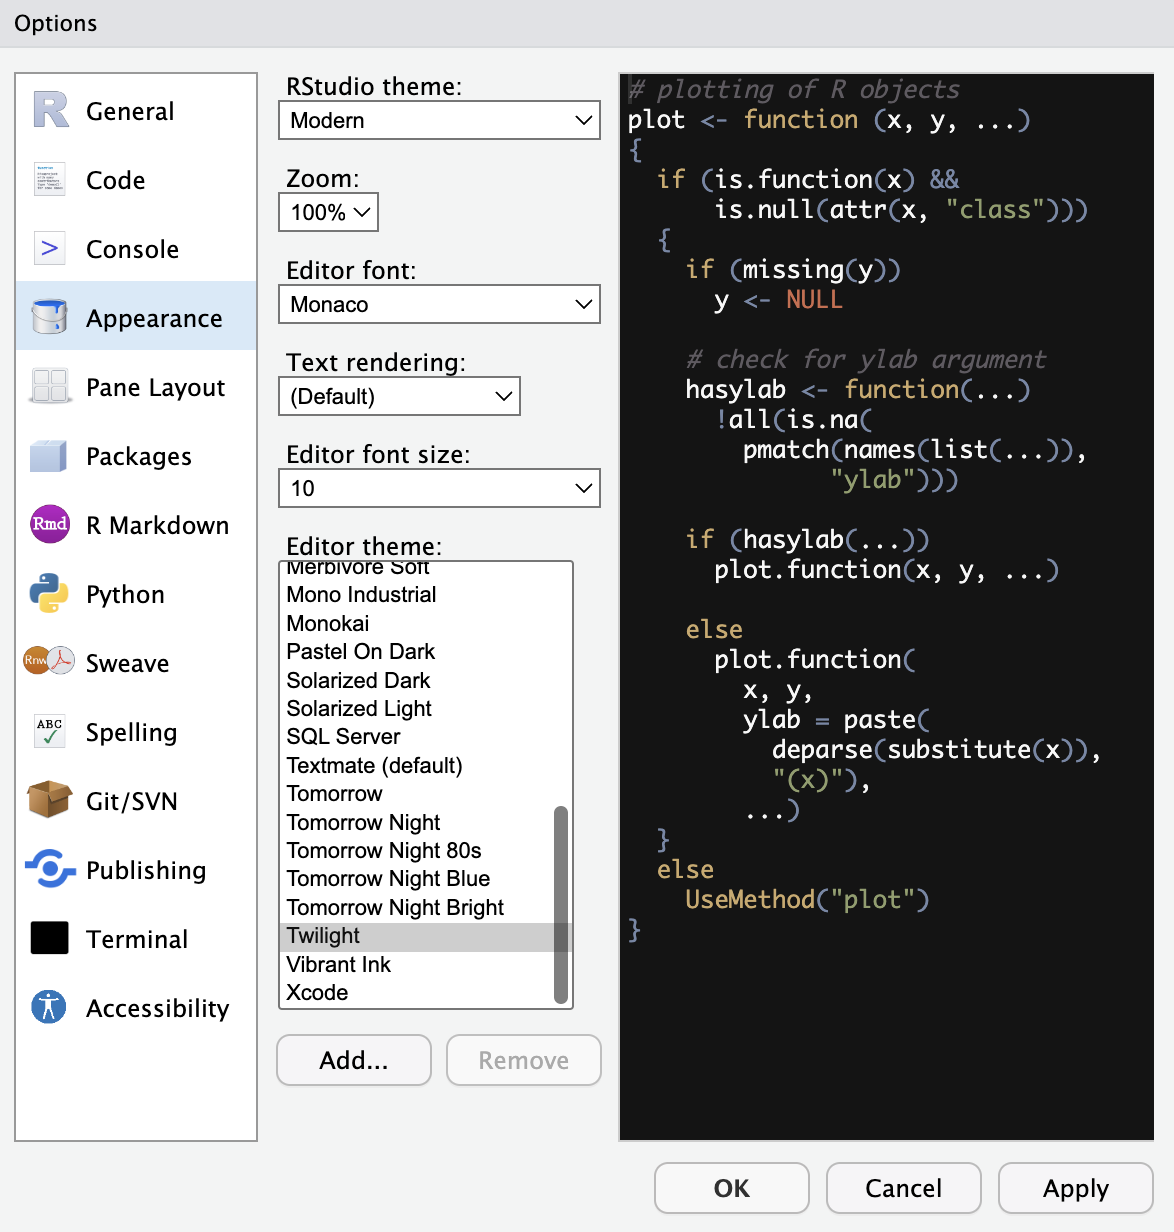 Options
General
Code
Console
Appearance
Pane Layout
Packages
Rmd
R Markdown
Python
Rnw
Sweave
ABC
Spelling
Git/SVN
Publishing
Terminal
Accessibility
RStudio theme:
Modern
Zoom:
100%
Editor font:
Monaco
Text rendering:
(Default)
Editor font size:
10
Editor theme:
Merbivore Soft
Mono Industrial
Monokai
Pastel On Dark
Solarized Dark
Solarized Light
SQL Server
Textmate (default)
Tomorrow
Tomorrow Night
Tomorrow Night 80s
Tomorrow Night Blue
Tomorrow Night Bright
Twilight
Vibrant Ink
Xcode
Add...
Remove
# plotting of R objects
plot <- function (x, y, ...)
{
  if (is.function(x) &&
      is.null(attr(x, "class")))
  {
    if (missing(y))
      y <- NULL

    # check for ylab argument
    hasylab <- function(...)
      !all(is.na(
        pmatch(names(list(...)),
              "ylab")))

    if (hasylab(...))
      plot.function(x, y, ...)

    else
      plot.function(
        x, y,
        ylab = paste(
          deparse(substitute(x)),
          "(x)"),
        ...)
  }
  else
    UseMethod("plot")
}
OK
Cancel
Apply